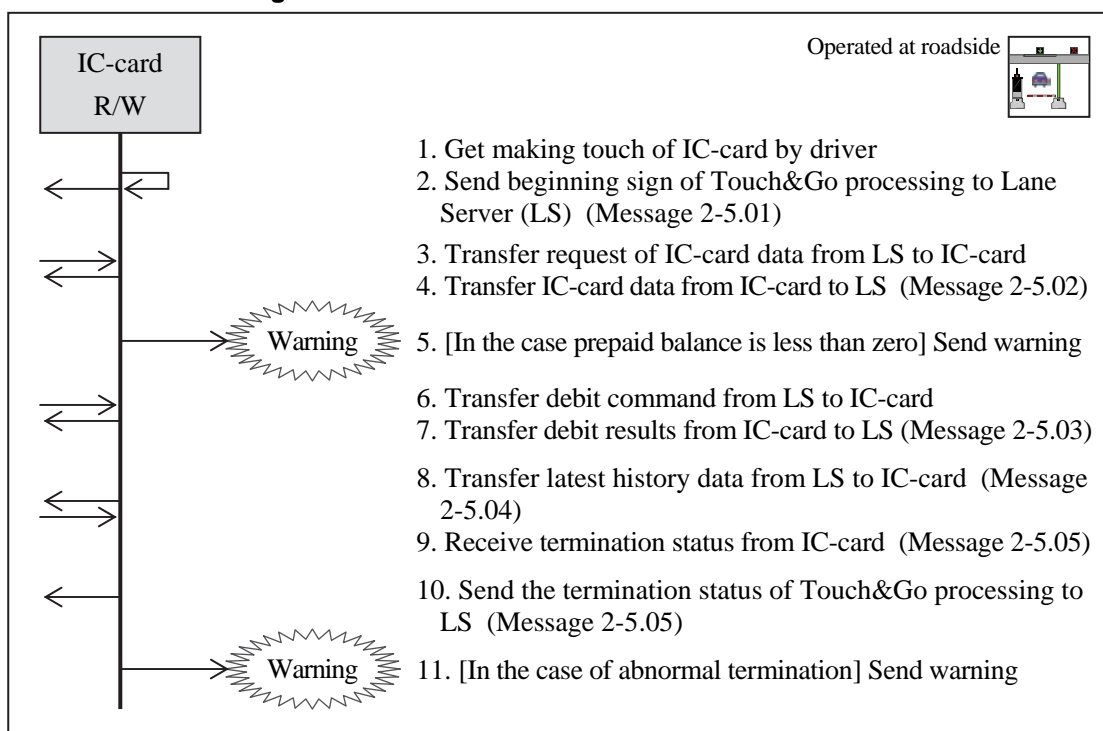 Operated at roadside
IC-card
R/W
1. Get making touch of IC-card by driver
2. Send beginning sign of Touch&Go processing to Lane
Server (LS) (Message 2-5.01)
3. Transfer request of IC-card data from LS to IC-card
4. Transfer IC-card data from IC-card to LS (Message 2-5.02)
Warning
5. [In the case prepaid balance is less than zero] Send warning
6. Transfer debit command from LS to IC-card
7. Transfer debit results from IC-card to LS (Message 2-5.03)
8. Transfer latest history data from LS to IC-card (Message
2-5.04)
9. Receive termination status from IC-card (Message 2-5.05)
10. Send the termination status of Touch&Go processing to
LS (Message 2-5.05)
Warning
11. [In the case of abnormal termination] Send warning